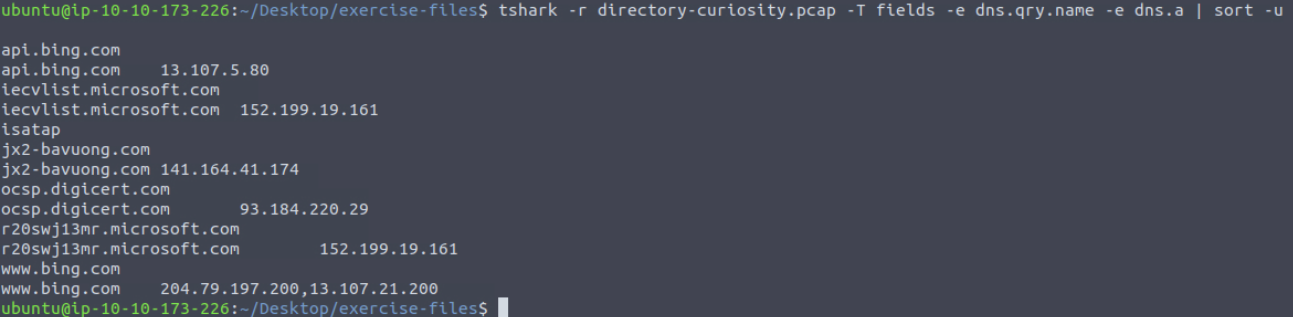 ubuntu@ip-10-10-173-226:~/Desktop/exercise-files$ tshark -r directory-curiosity.pcap -T fields -e dns.qry.name -e dns.a | sort -u
api.bing.com
api.bing.com    13.107.5.80
iecvlist.microsoft.com
iecvlist.microsoft.com  152.199.19.161
isatap
jx2-bavuong.com
jx2-bavuong.com 141.164.41.174
ocsp.digicert.com
ocsp.digicert.com       93.184.220.29
r20swj13mr.microsoft.com
r20swj13mr.microsoft.com        152.199.19.161
www.bing.com
www.bing.com    204.79.197.200,13.107.21.200
ubuntu@ip-10-10-173-226:~/Desktop/exercise-files$